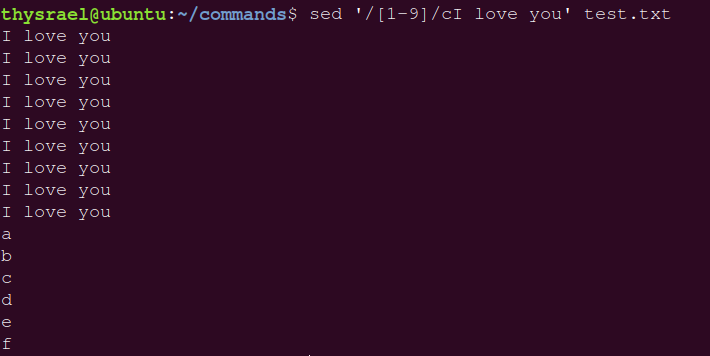 thysrael@ubuntu:~/commands$ sed '/[1-9]/cI love you' test.txt
I love you
I love you
I love you
I love you
I love you
I love you
I love you
I love you
I love you
a
b
c
d
e
f